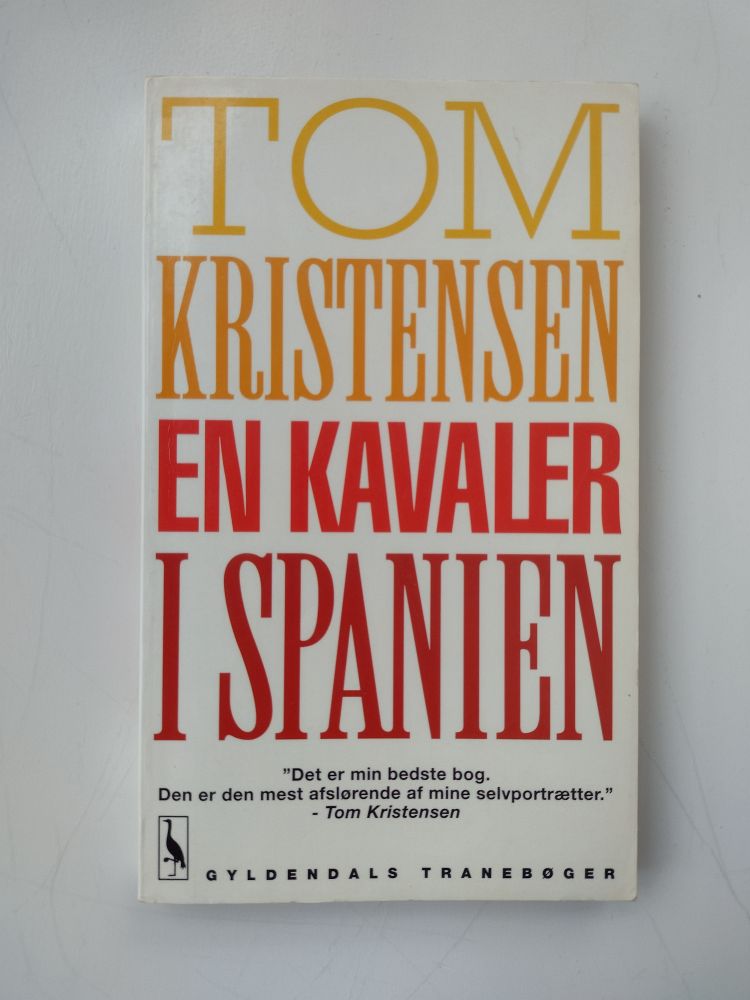 TOM
KRISTENSEN
EN KAVALER
I SPANIEN
”Det er min bedste bog.
Den er den mest afslørende af mine selvportrætter.”
- Tom Kristensen
GYLDENDALS TRANEBØGER